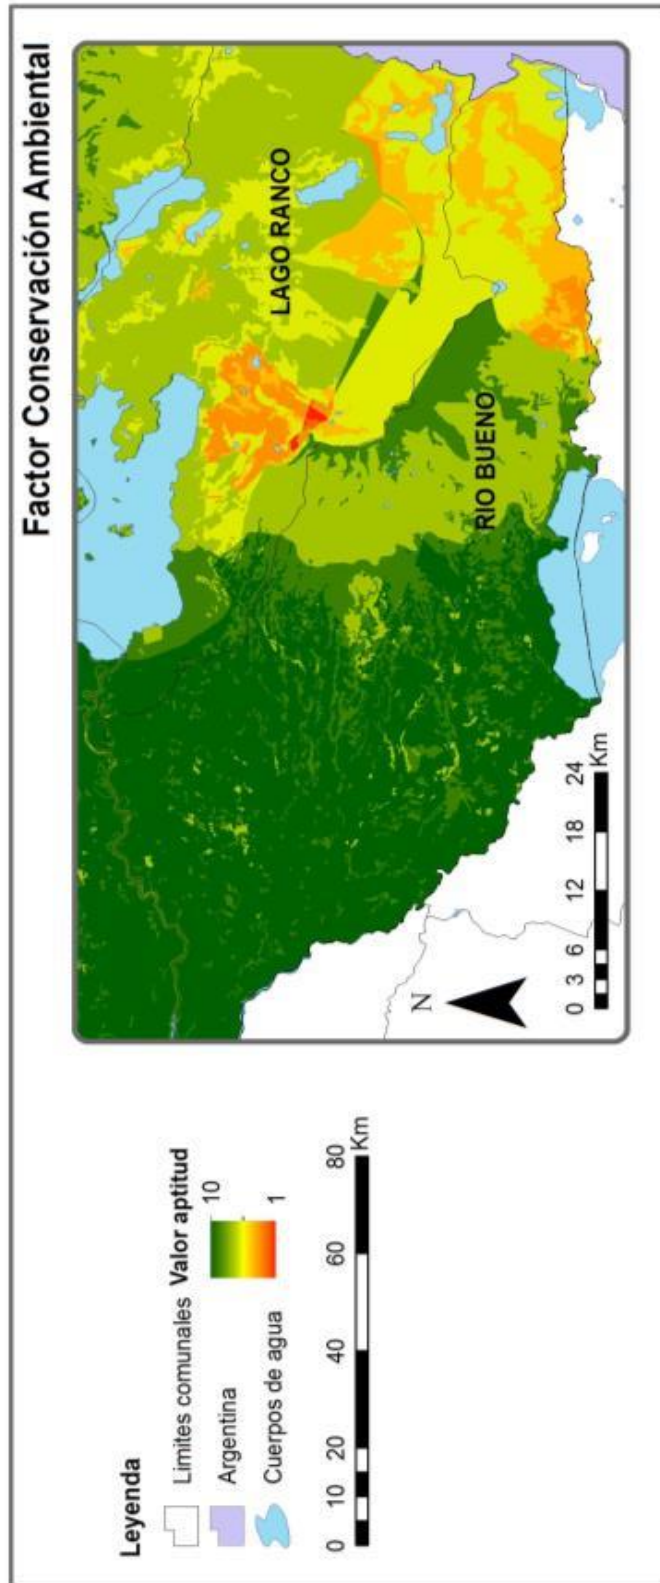 Factor Conservación Ambiental
LAGO RANCO
RIO BUENO
N
0 3 6 12 18 24
Km
Leyenda
Limites comunales
Argentina
Cuerpos de agua
Valor aptitud
10
1
0 10 20 40 60 80
Km